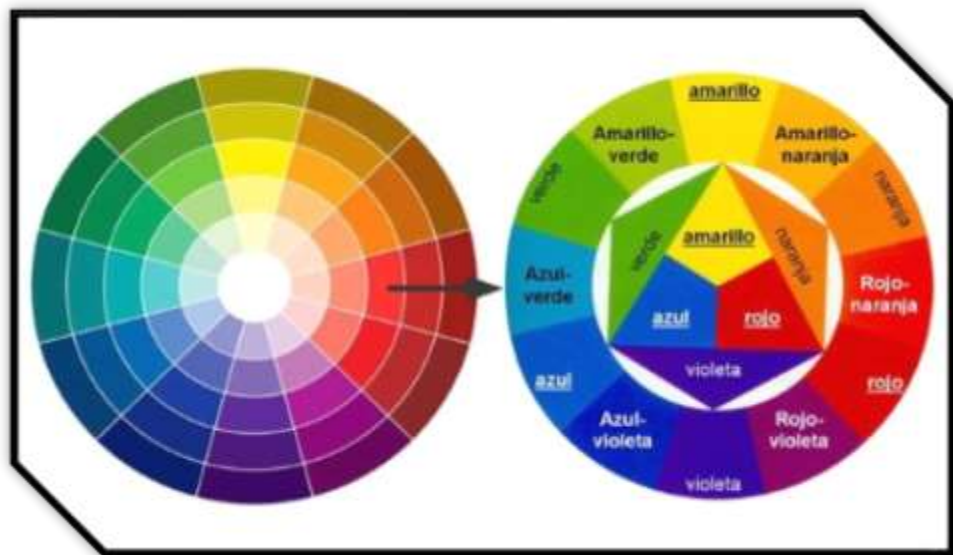 amarillo
Amarillo-
verde
Amarillo-
naranja
verde
naranja
Azul-
verde
Rojo-
naranja
azul
rojo
Azul-
violeta
Rojo-
violeta
violeta
amarillo
verde
naranja
azul
rojo
violeta